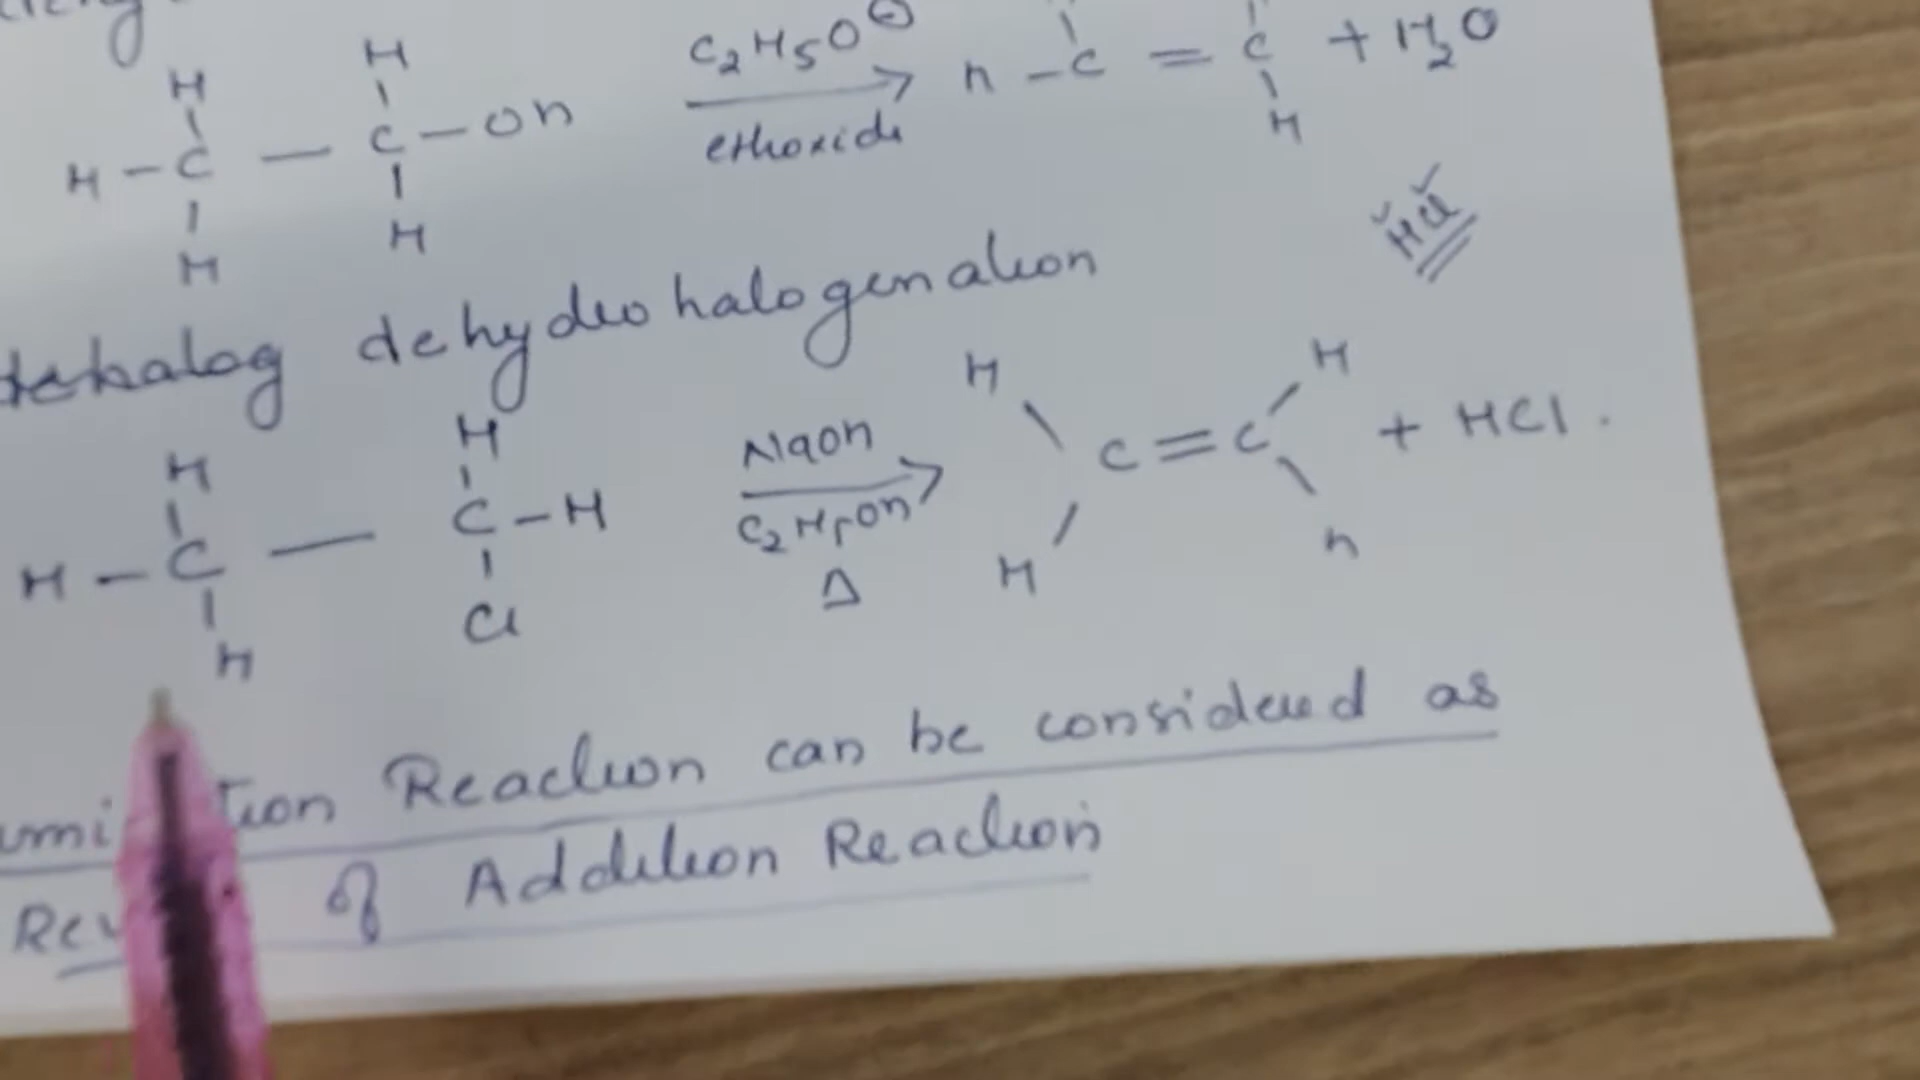 H H C2H5O⊖
H - C — C - OH → H - C = C + H2O
ethoxide
H H H
HCl
dehydrohalogenation
H H NaOH H H
H - C — C - H → C = C + HCl.
C2H5OH
H Cl Δ H H
Reaction can be considered as
of Addition Reaction